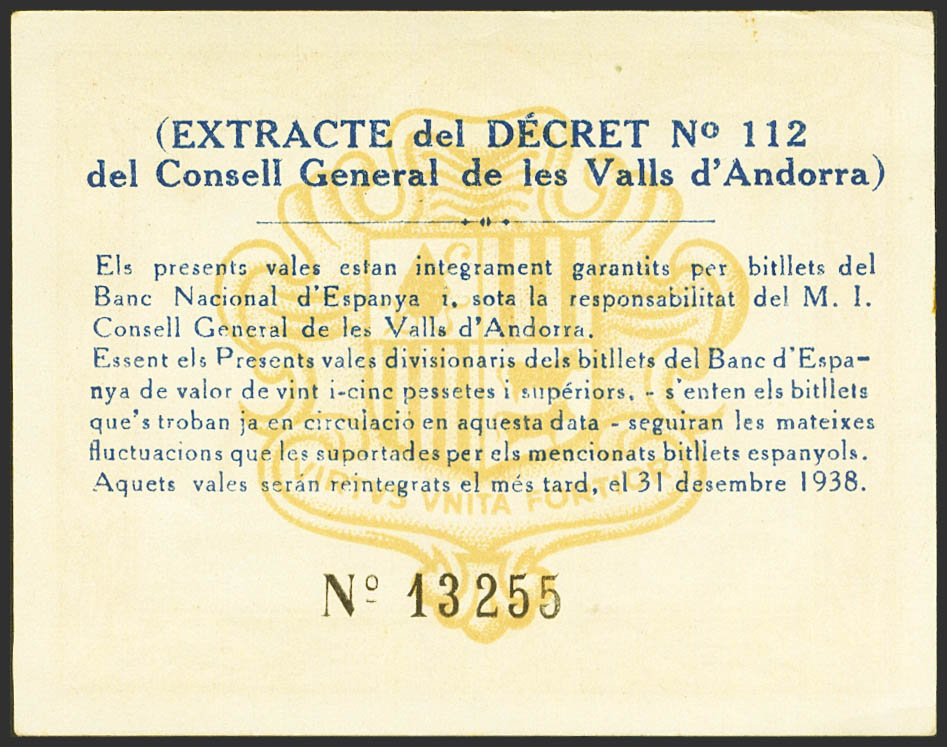 (EXTRACTE del DÉCRET Nº 112
del Consell General de les Valls d'Andorra)
Els presents vales estan integrament garantits per bitllets del
Banc Nacional d'Espanya i, sota la responsabilitat del M. I.
Consell General de les Valls d'Andorra.
Essent els Presents vales divisionaris dels bitllets del Banc d'Espa-
nya de valor de vint i-cinc pessetes i supériors, - s'enten els bitllets
que's troban ja en circulació en aquesta data - seguiran les mateixes
fluctuacions que les suportades per els mencionats bitllets espanyols.
Aquets vales serán reintegrats el més tard, el 31 desembre 1938.
VIRTVS VNITA FORTIOR
Nº 13255